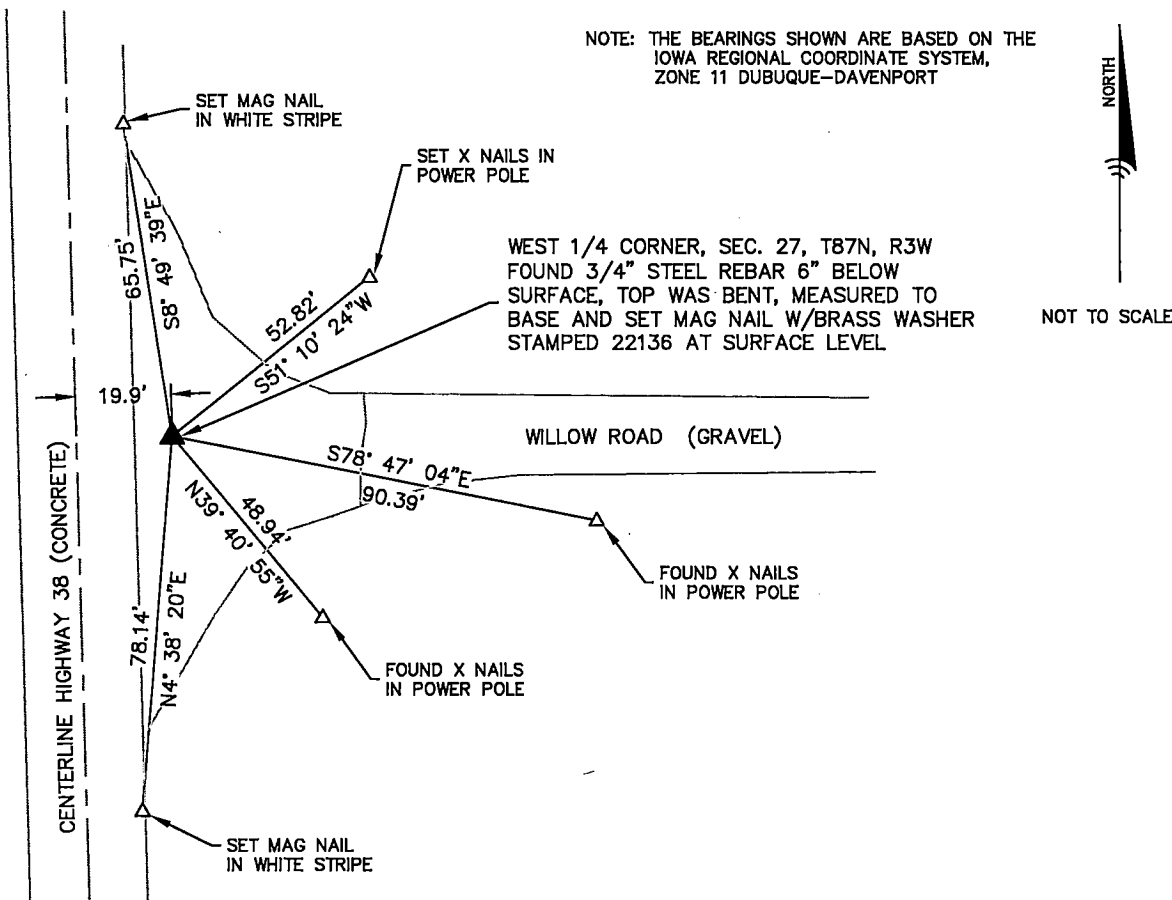 NOTE: THE BEARINGS SHOWN ARE BASED ON THE
IOWA REGIONAL COORDINATE SYSTEM,
ZONE 11 DUBUQUE-DAVENPORT
NORTH
NOT TO SCALE
SET MAG NAIL
IN WHITE STRIPE
SET X NAILS IN
POWER POLE
WEST 1/4 CORNER, SEC. 27, T87N, R3W
FOUND 3/4" STEEL REBAR 6" BELOW
SURFACE, TOP WAS BENT, MEASURED TO
BASE AND SET MAG NAIL W/BRASS WASHER
STAMPED 22136 AT SURFACE LEVEL
65.75'
S8° 49' 39"E
52.82'
S51° 10' 24"W
19.9'
WILLOW ROAD (GRAVEL)
S78° 47' 04"E
90.39'
48.94'
N39° 40' 55"W
78.14'
N4° 38' 20"E
CENTERLINE HIGHWAY 38 (CONCRETE)
FOUND X NAILS
IN POWER POLE
FOUND X NAILS
IN POWER POLE
SET MAG NAIL
IN WHITE STRIPE